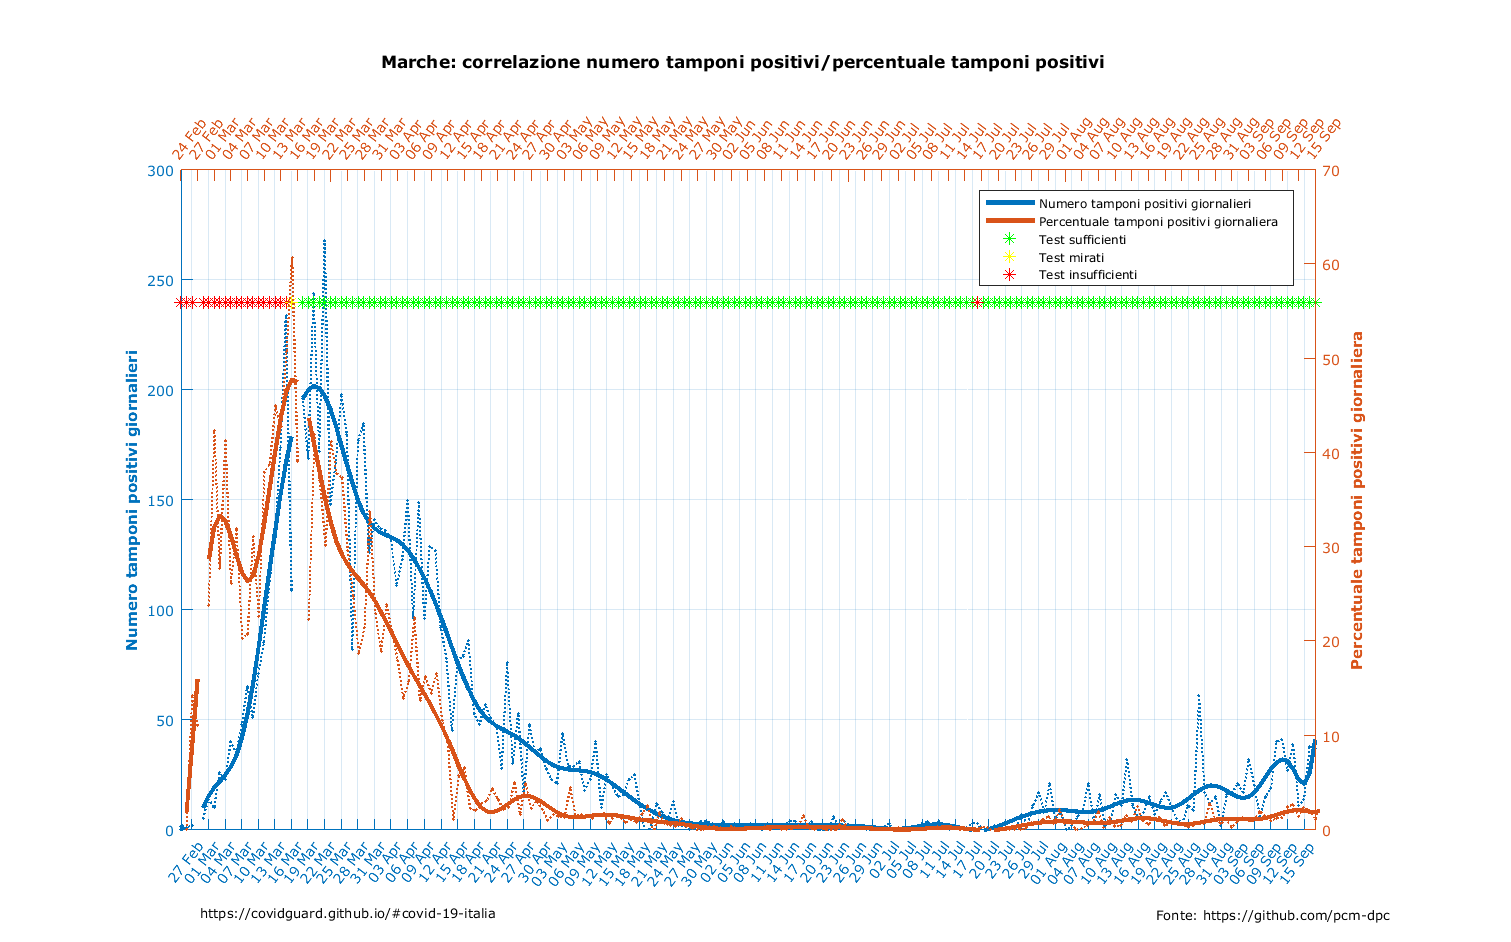 Marche: correlazione numero tamponi positivi/percentuale tamponi positivi
24 Feb
27 Feb
01 Mar
04 Mar
07 Mar
10 Mar
13 Mar
16 Mar
19 Mar
22 Mar
25 Mar
28 Mar
31 Mar
03 Apr
06 Apr
09 Apr
12 Apr
15 Apr
18 Apr
21 Apr
24 Apr
27 Apr
30 Apr
03 May
06 May
09 May
12 May
15 May
18 May
21 May
24 May
27 May
30 May
02 Jun
05 Jun
08 Jun
11 Jun
14 Jun
17 Jun
20 Jun
23 Jun
26 Jun
29 Jun
02 Jul
05 Jul
08 Jul
11 Jul
14 Jul
17 Jul
20 Jul
23 Jul
26 Jul
29 Jul
01 Aug
04 Aug
07 Aug
10 Aug
13 Aug
16 Aug
19 Aug
22 Aug
25 Aug
28 Aug
31 Aug
03 Sep
06 Sep
09 Sep
12 Sep
15 Sep
300
250
200
150
100
50
0
Numero tamponi positivi giornalieri
Numero tamponi positivi giornalieri
Percentuale tamponi positivi giornaliera
Test sufficienti
Test mirati
Test insufficienti
70
60
50
40
30
20
10
0
Percentuale tamponi positivi giornaliera
27 Feb
01 Mar
04 Mar
07 Mar
10 Mar
13 Mar
16 Mar
19 Mar
22 Mar
25 Mar
28 Mar
31 Mar
03 Apr
06 Apr
09 Apr
12 Apr
15 Apr
18 Apr
21 Apr
24 Apr
27 Apr
30 Apr
03 May
06 May
09 May
12 May
15 May
18 May
21 May
24 May
27 May
30 May
02 Jun
05 Jun
08 Jun
11 Jun
14 Jun
17 Jun
20 Jun
23 Jun
26 Jun
29 Jun
02 Jul
05 Jul
08 Jul
11 Jul
14 Jul
17 Jul
20 Jul
23 Jul
26 Jul
29 Jul
01 Aug
04 Aug
07 Aug
10 Aug
13 Aug
16 Aug
19 Aug
22 Aug
25 Aug
28 Aug
31 Aug
03 Sep
06 Sep
09 Sep
12 Sep
15 Sep
https://covidguard.github.io/#covid-19-italia
Fonte: https://github.com/pcm-dpc